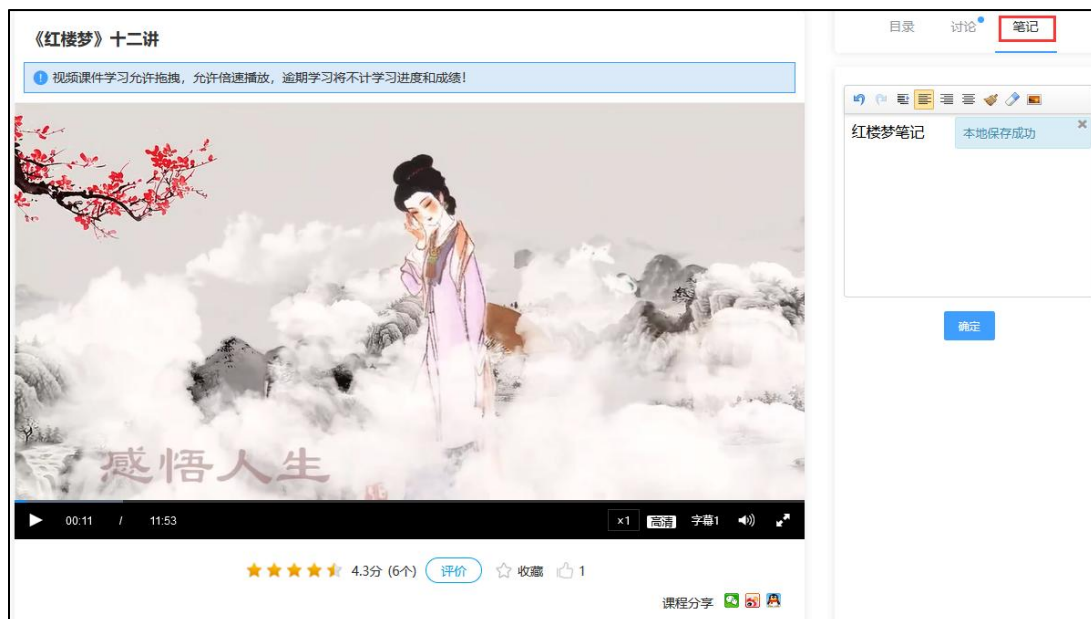 《红楼梦》十二讲
视频课件学习允许拖拽，允许倍速播放，逾期学习将不计学习进度和成绩！
感悟人生
00:11 / 11:53 x1 高清 字幕1
4.3分 (6个) 评价 收藏 1
课程分享
目录 讨论 笔记
红楼梦笔记 本地保存成功
确定